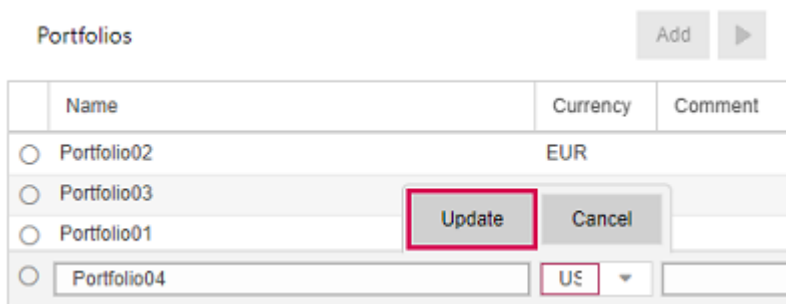 Portfolios Add
Name Currency Comment
Portfolio02 EUR
Portfolio03
Update Cancel
Portfolio01
Portfolio04 US